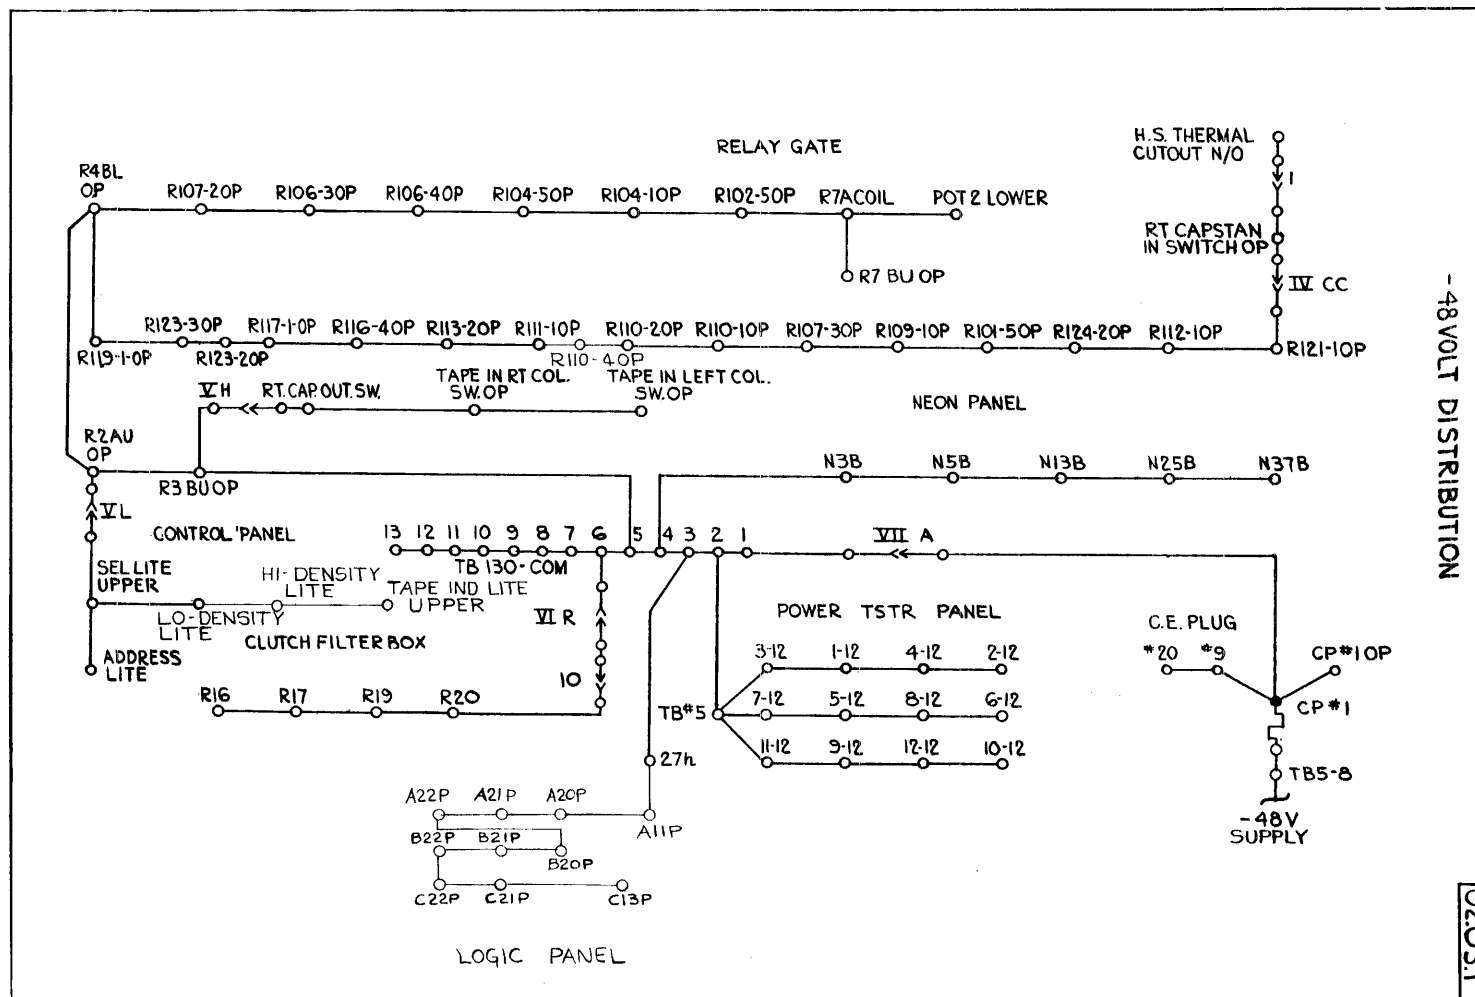 RELAY GATE
H.S. THERMAL
CUTOUT N/O
1
R4BL
OP
R107-2OP
R106-3OP
R106-4OP
R104-5OP
R104-1OP
R102-5OP
R7ACOIL
POT 2 LOWER
RT CAPSTAN
IN SWITCH OP
R7 BU OP
IV CC
-48 VOLT DISTRIBUTION
R123-3OP
R117-1-OP
R116-4OP
R113-2OP
R111-1OP
R110-2OP
R110-1OP
R107-3OP
R109-1OP
R101-5OP
R124-2OP
R112-1OP
R121-1OP
R119-1-OP
R123-2OP
R110-4OP
TAPE IN RT COL.
SW.OP
TAPE IN LEFT COL.
SW.OP
V H
RT. CAP. OUT. SW.
NEON PANEL
R2AU
OP
R3 BU OP
N3B
N5B
N13B
N25B
N37B
V L
CONTROL PANEL
13
12
11
10
9
8
7
6
5
4
3
2
1
VII A
TB 130-COM
SEL LITE
UPPER
HI-DENSITY
LITE
TAPE IND LITE
UPPER
LO-DENSITY
LITE
VI R
POWER TSTR PANEL
C.E. PLUG
#20
#9
CP#1OP
CLUTCH FILTER BOX
ADDRESS
LITE
3-12
1-12
4-12
2-12
10
R16
R17
R19
R20
TB#5
7-12
5-12
8-12
6-12
CP#1
11-12
9-12
12-12
10-12
27h
TB5-8
A22P
A21P
A20P
A11P
-48V
SUPPLY
B22P
B21P
B20P
C22P
C21P
C13P
LOGIC PANEL
02.05.1